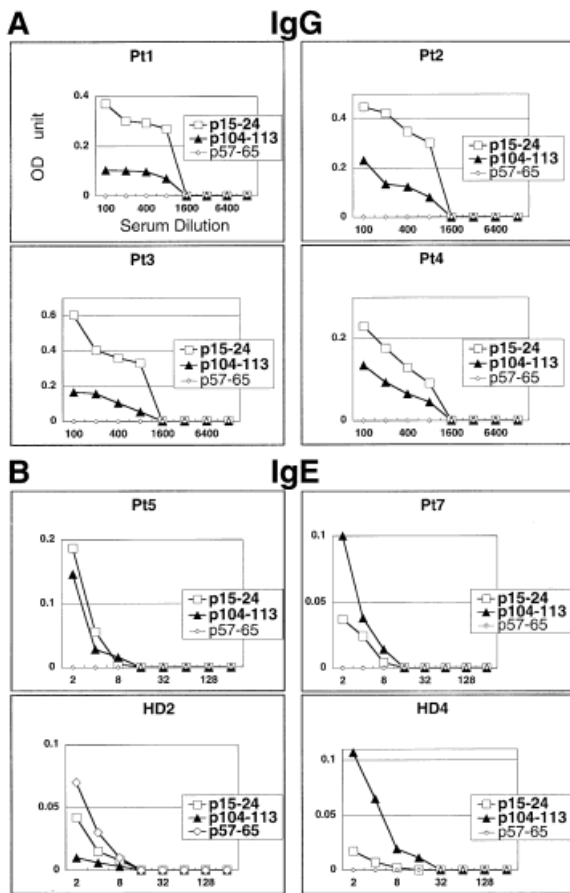 A IgG
Pt1
0.4
0.2
0
OD unit
p15-24
p104-113
p57-65
100 400 1600 6400
Serum Dilution
Pt2
0.4
0.2
0
p15-24
p104-113
p57-65
100 400 1600 6400
Pt3
0.6
0.4
0.2
0
p15-24
p104-113
p57-65
100 400 1600 6400
Pt4
0.2
0
p15-24
p104-113
p57-65
100 400 1600 6400
B IgE
Pt5
0.2
0.1
0
p15-24
p104-113
p57-65
2 8 32 128
Pt7
0.1
0.05
0
p15-24
p104-113
p57-65
2 8 32 128
HD2
0.1
0.05
0
p15-24
p104-113
p57-65
2 8 32 128
HD4
0.1
0.05
0
p15-24
p104-113
p57-65
2 8 32 128